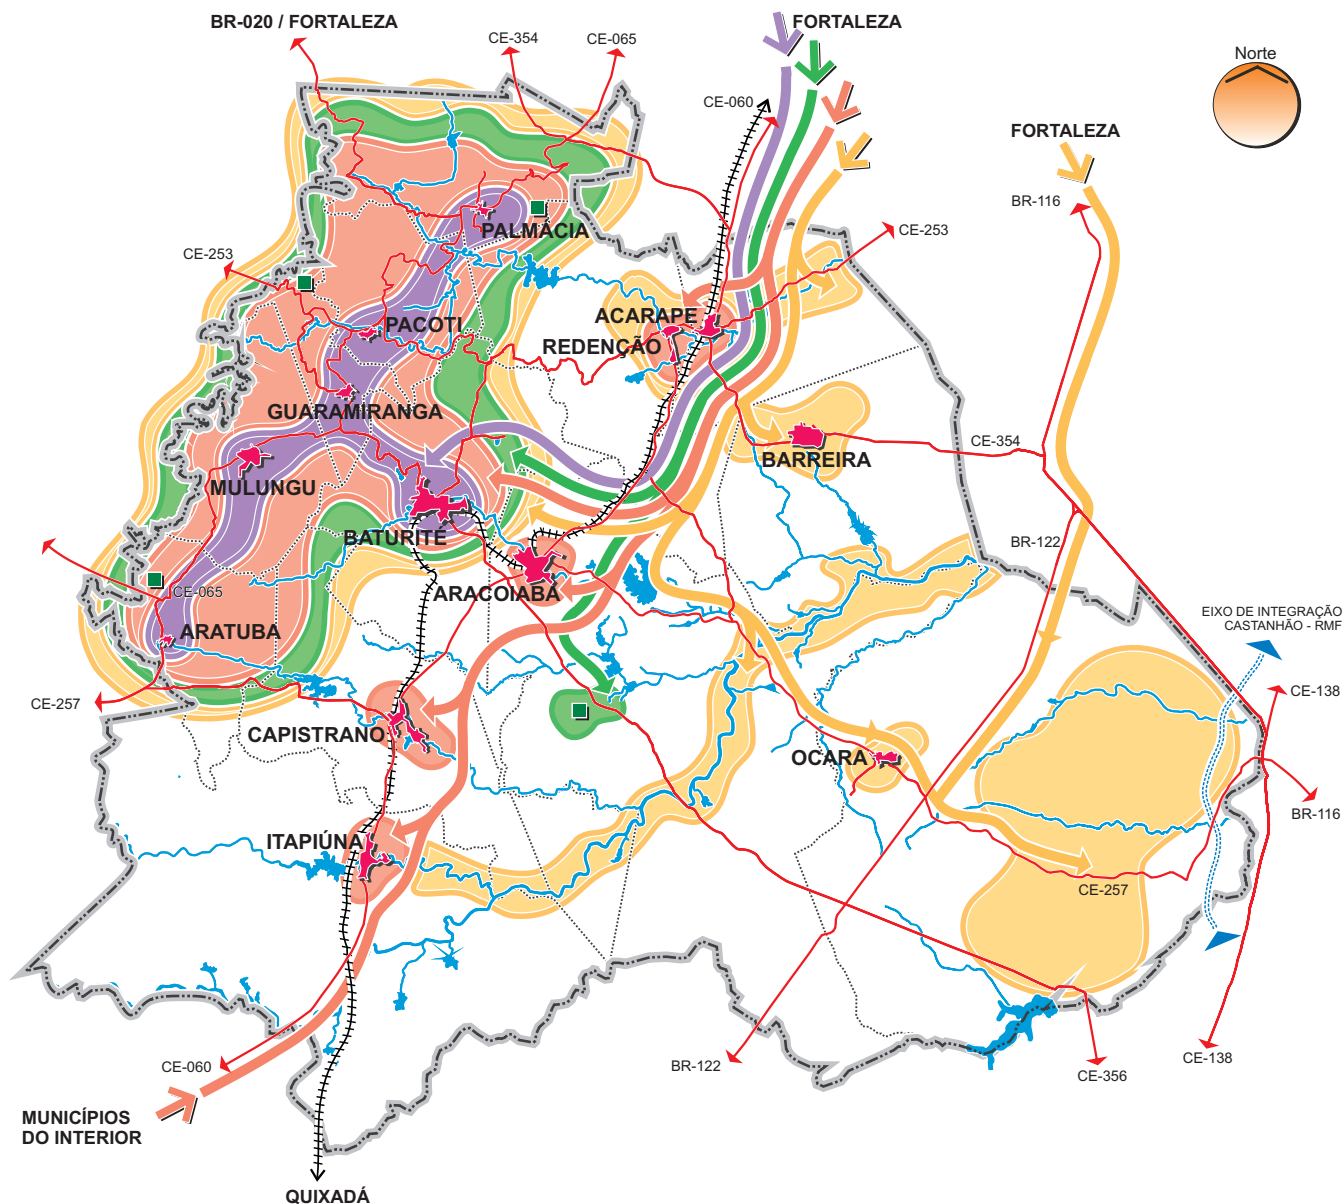 BR-020 / FORTALEZA
CE-354
CE-065
FORTALEZA
Norte
CE-060
FORTALEZA
BR-116
PALMÁCIA
CE-253
CE-253
ACARAPE
PACOTI
REDENÇÃO
GUARAMIRANGA
CE-354
BARREIRA
MULUNGU
BATURITÉ
BR-122
ARACOIABA
CE-065
EIXO DE INTEGRAÇÃO
CASTANHÃO - RMF
ARATUBA
CE-257
CE-138
CAPISTRANO
OCARA
BR-116
ITAPIÚNA
CE-257
CE-060
BR-122
CE-356
CE-138
MUNICÍPIOS
DO INTERIOR
QUIXADÁ